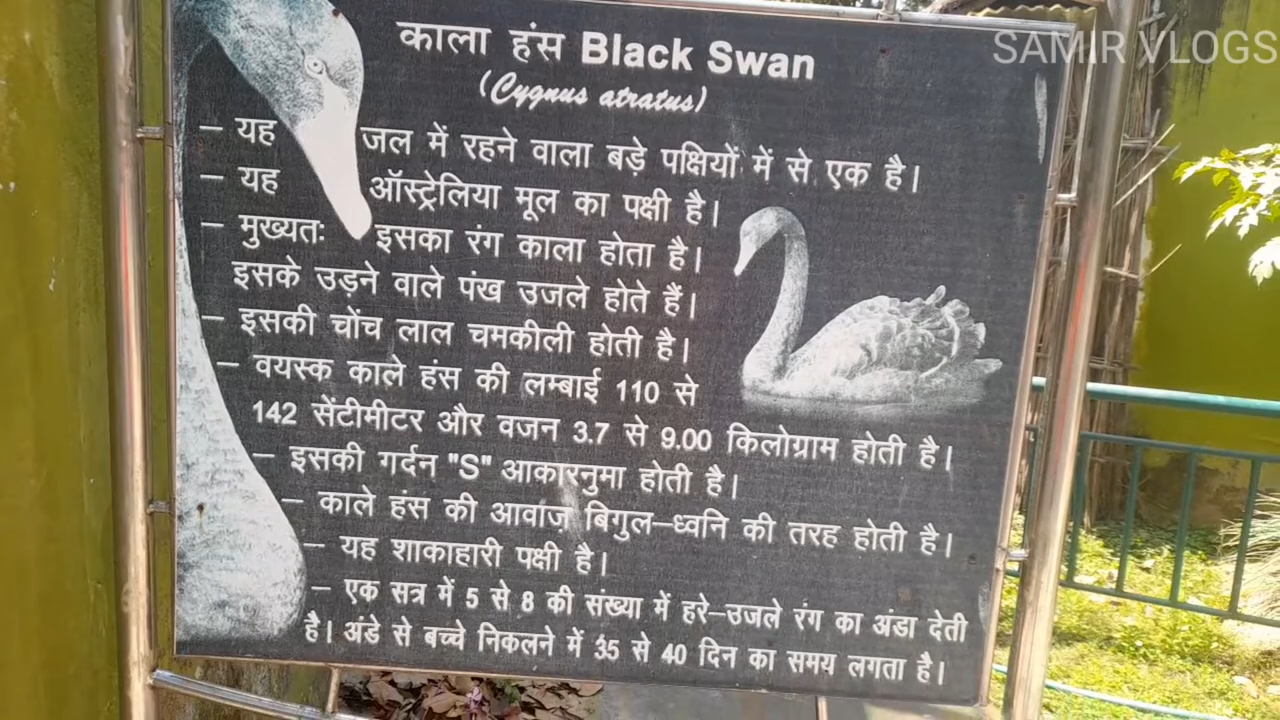 SAMIR VLOGS
काला हंस Black Swan
(Cygnus atratus)
– यह जल में रहने वाला बड़े पक्षियों में से एक है।
– यह ऑस्ट्रेलिया मूल का पक्षी है।
– मुख्यतः इसका रंग काला होता है।
इसके उड़ने वाले पंख उजले होते हैं।
– इसकी चोंच लाल चमकीली होती है।
– वयस्क काले हंस की लम्बाई 110 से
142 सेंटीमीटर और वजन 3.7 से 9.00 किलोग्राम होती है।
– इसकी गर्दन "S" आकारनुमा होती है।
– काले हंस की आवाज़ बिगुल–ध्वनि की तरह होती है।
– यह शाकाहारी पक्षी है।
– एक सत्र में 5 से 8 की संख्या में हरे–उजले रंग का अंडा देती
है। अंडे से बच्चे निकलने में 35 से 40 दिन का समय लगता है।